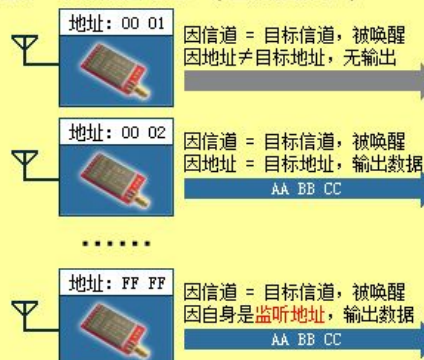 地址：00 01
因信道 = 目标信道，被唤醒
因地址≠目标地址，无输出
地址：00 02
因信道 = 目标信道，被唤醒
因地址 = 目标地址，输出数据
AA BB CC
......
地址：FF FF
因信道 = 目标信道，被唤醒
因自身是监听地址，输出数据
AA BB CC